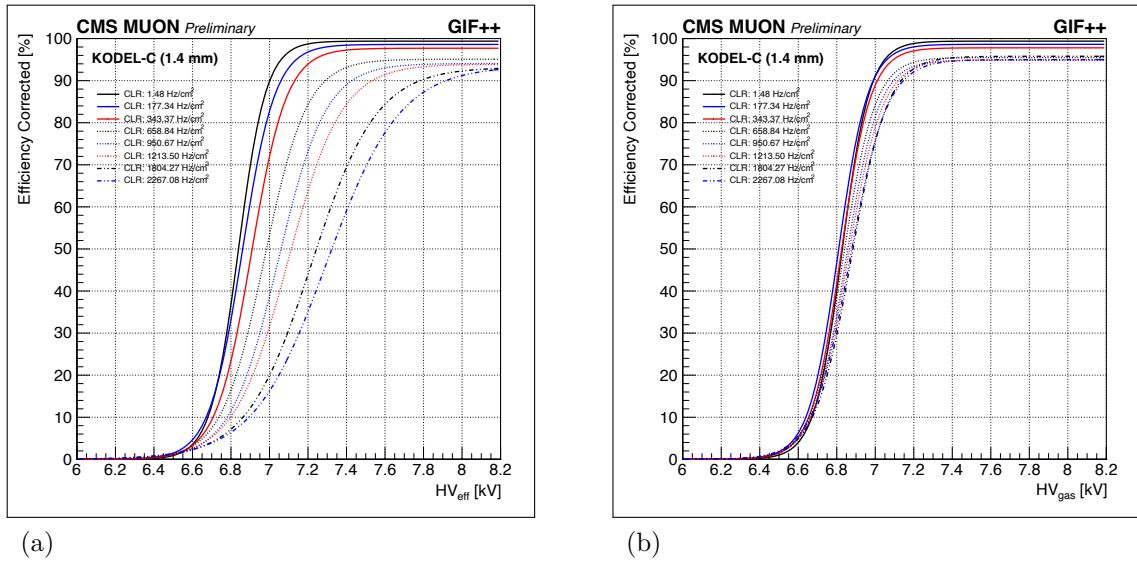 CMS MUON Preliminary GIF++
KODEL-C (1.4 mm)
CLR: 1.48 Hz/cm²
CLR: 177.34 Hz/cm²
CLR: 343.37 Hz/cm²
CLR: 658.84 Hz/cm²
CLR: 950.67 Hz/cm²
CLR: 1213.50 Hz/cm²
CLR: 1804.27 Hz/cm²
CLR: 2267.08 Hz/cm²
Efficiency Corrected [%]
100
90
80
70
60
50
40
30
20
10
0
6 6.2 6.4 6.6 6.8 7 7.2 7.4 7.6 7.8 8 8.2
HV_eff [kV]
(a)
CMS MUON Preliminary GIF++
KODEL-C (1.4 mm)
CLR: 1.48 Hz/cm²
CLR: 177.34 Hz/cm²
CLR: 343.37 Hz/cm²
CLR: 658.84 Hz/cm²
CLR: 950.67 Hz/cm²
CLR: 1213.50 Hz/cm²
CLR: 1804.27 Hz/cm²
CLR: 2267.08 Hz/cm²
Efficiency Corrected [%]
100
90
80
70
60
50
40
30
20
10
0
6 6.2 6.4 6.6 6.8 7 7.2 7.4 7.6 7.8 8 8.2
HV_gas [kV]
(b)